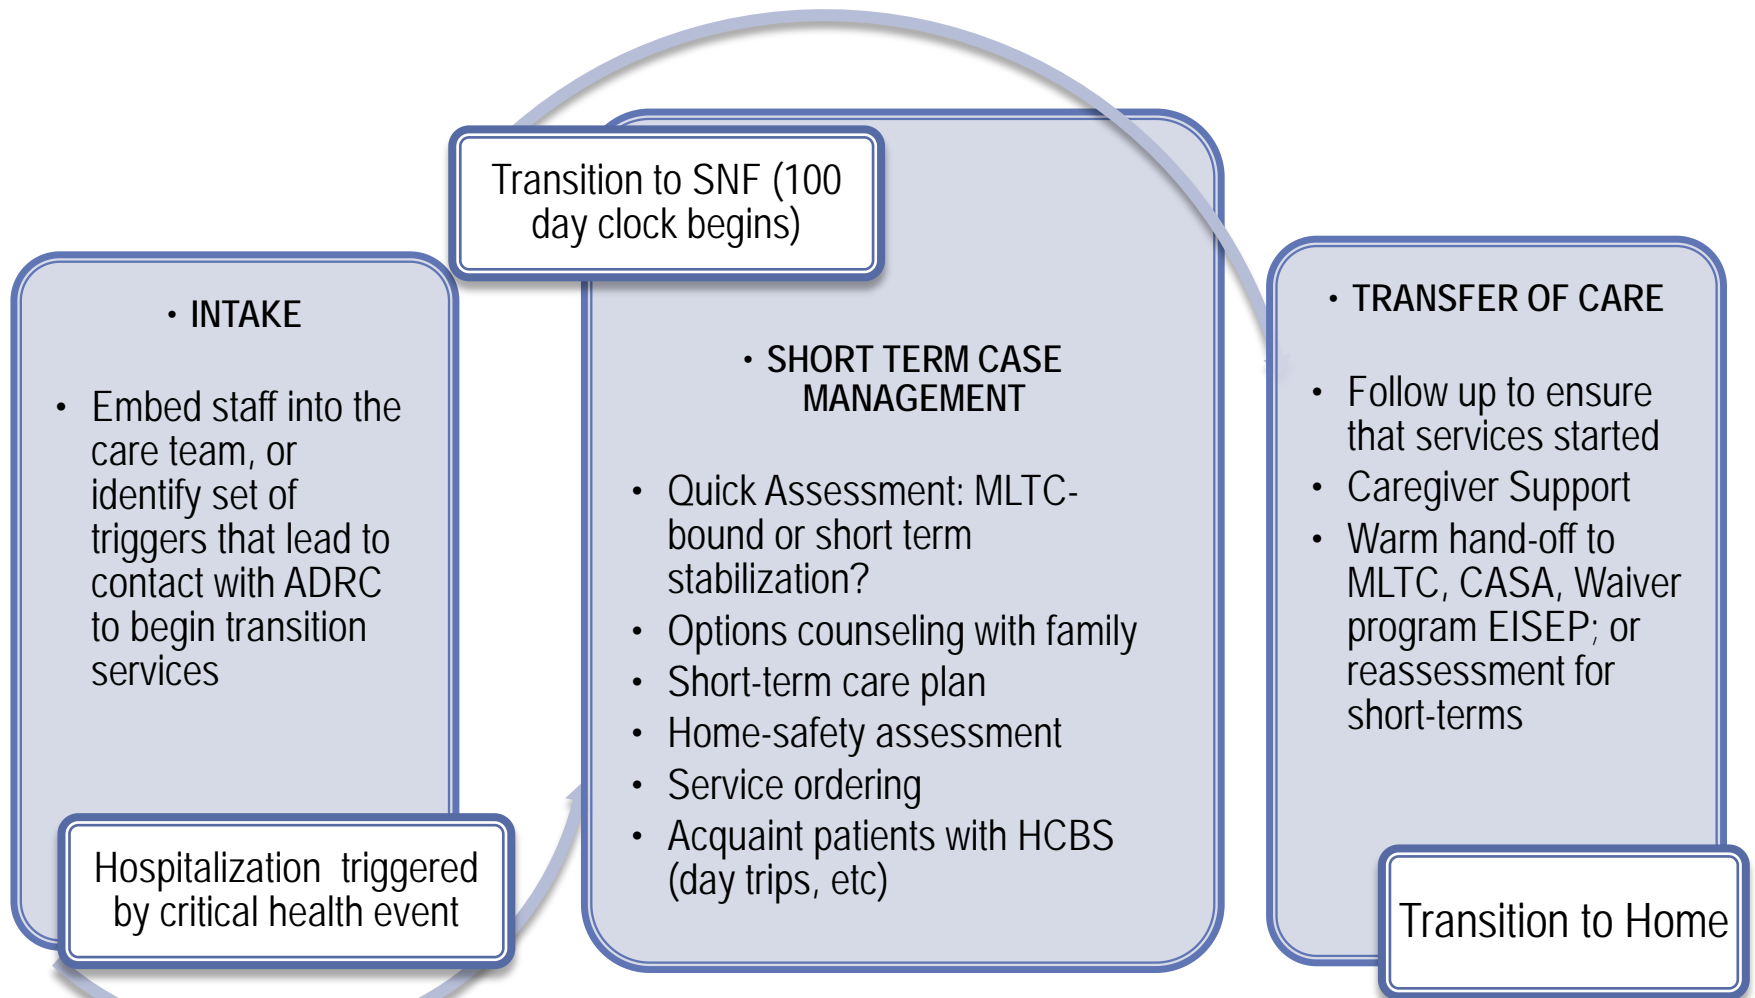 Transition to SNF (100
day clock begins)
• INTAKE
• Embed staff into the
care team, or
identify set of
triggers that lead to
contact with ADRC
to begin transition
services
Hospitalization triggered
by critical health event
• SHORT TERM CASE
MANAGEMENT
• Quick Assessment: MLTC-
bound or short term
stabilization?
• Options counseling with family
• Short-term care plan
• Home-safety assessment
• Service ordering
• Acquaint patients with HCBS
(day trips, etc)
• TRANSFER OF CARE
• Follow up to ensure
that services started
• Caregiver Support
• Warm hand-off to
MLTC, CASA, Waiver
program EISEP; or
reassessment for
short-terms
Transition to Home